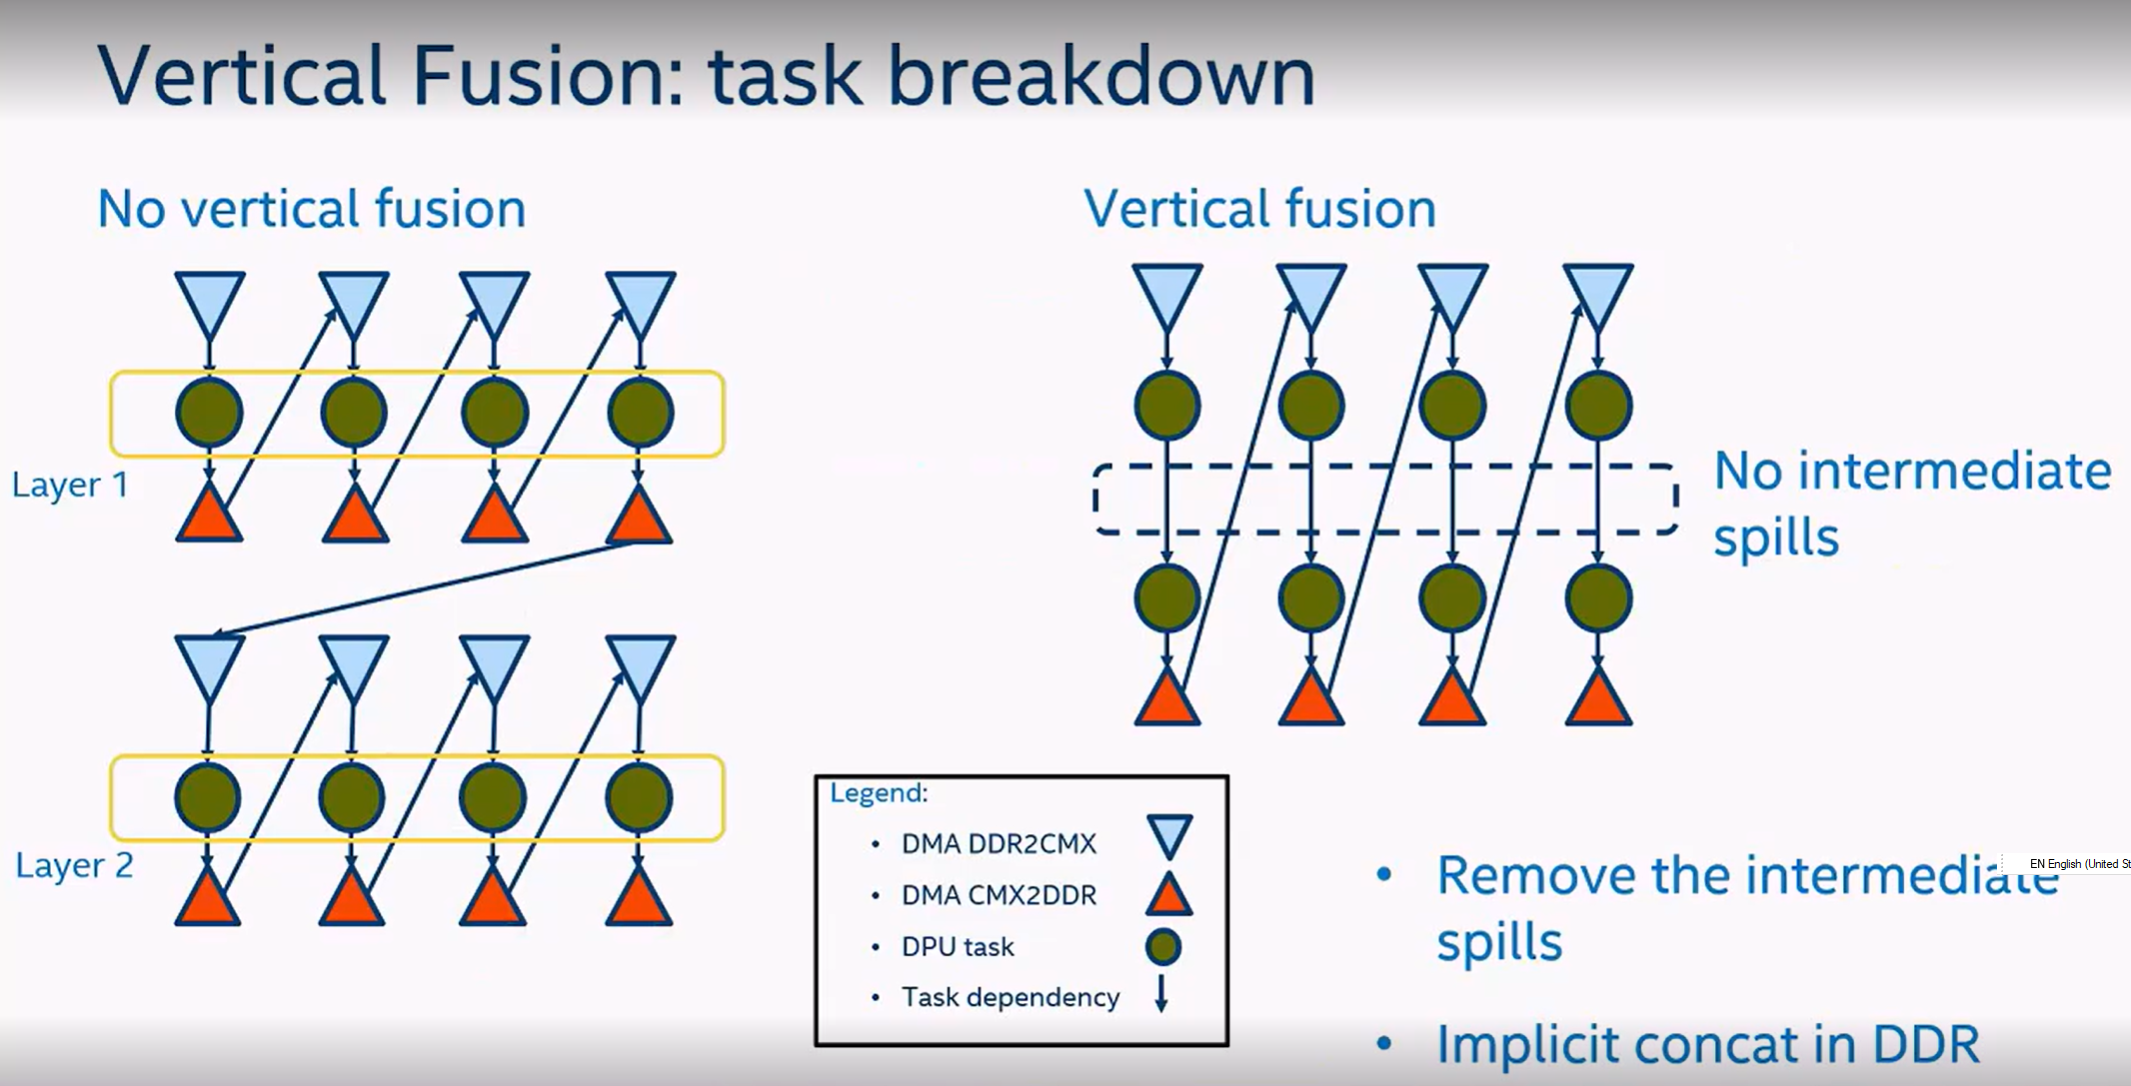 Vertical Fusion: task breakdown
No vertical fusion
Layer 1
Layer 2
Vertical fusion
No intermediate
spills
Legend:
• DMA DDR2CMX
• DMA CMX2DDR
• DPU task
• Task dependency
• Remove the intermediate
spills
• Implicit concat in DDR
EN English (United St